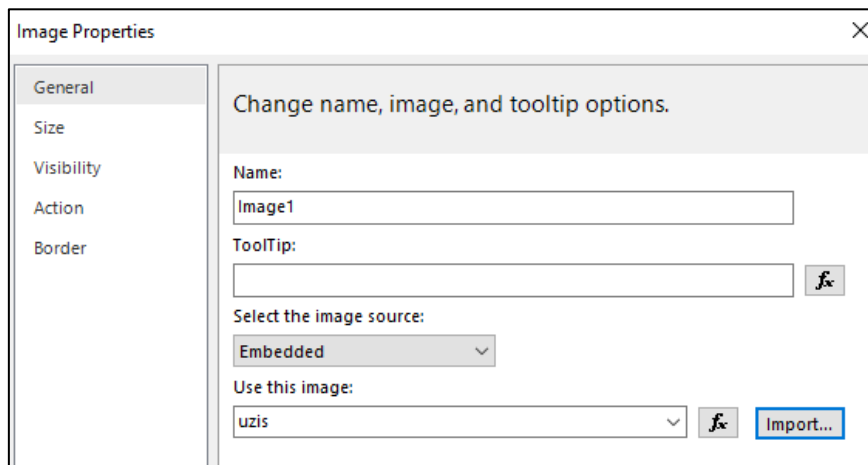 Image Properties
General
Size
Visibility
Action
Border
Change name, image, and tooltip options.
Name:
Image1
ToolTip:
fx
Select the image source:
Embedded
Use this image:
uzis
fx
Import...